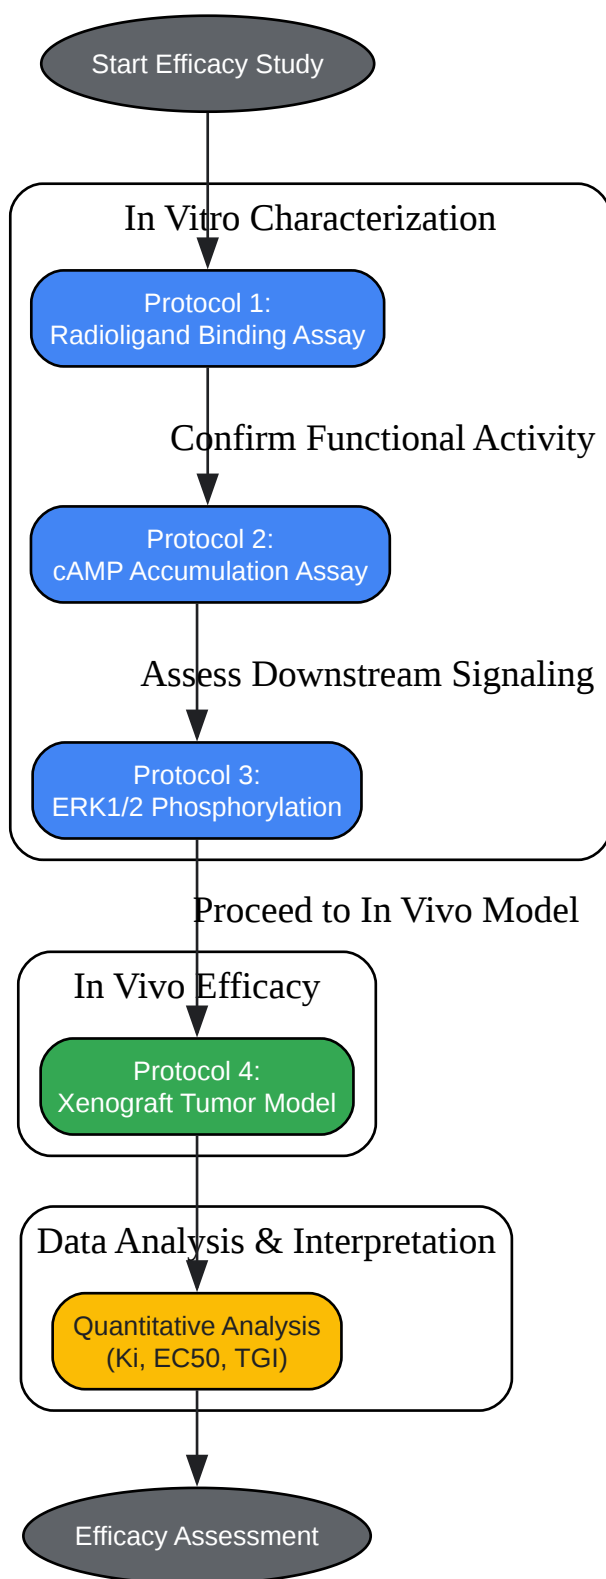 Start Efficacy Study
In Vitro Characterization
Protocol 1:
Radioligand Binding Assay
Confirm Functional Activity
Protocol 2:
cAMP Accumulation Assay
Assess Downstream Signaling
Protocol 3:
ERK1/2 Phosphorylation
Proceed to In Vivo Model
In Vivo Efficacy
Protocol 4:
Xenograft Tumor Model
Data Analysis & Interpretation
Quantitative Analysis
(Ki, EC50, TGI)
Efficacy Assessment